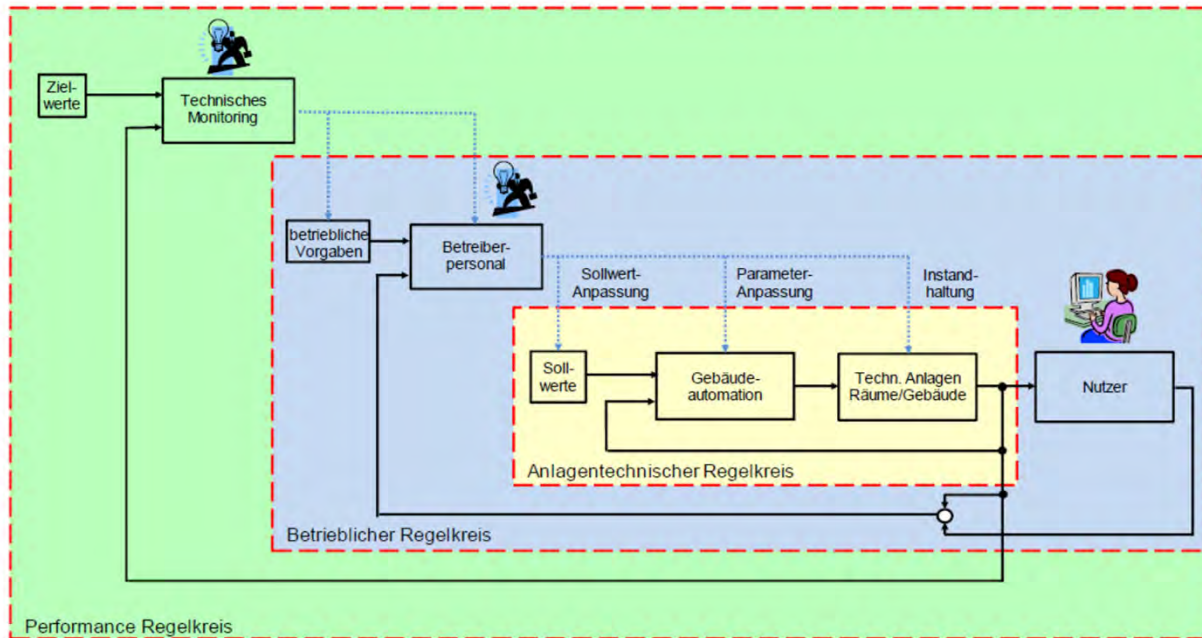 Ziel-
werte
Technisches
Monitoring
betriebliche
Vorgaben
Betreiber-
personal
Sollwert-
Anpassung
Parameter-
Anpassung
Instand-
haltung
Soll-
werte
Gebäude-
automation
Techn. Anlagen
Räume/Gebäude
Nutzer
Anlagentechnischer Regelkreis
Betrieblicher Regelkreis
Performance Regelkreis